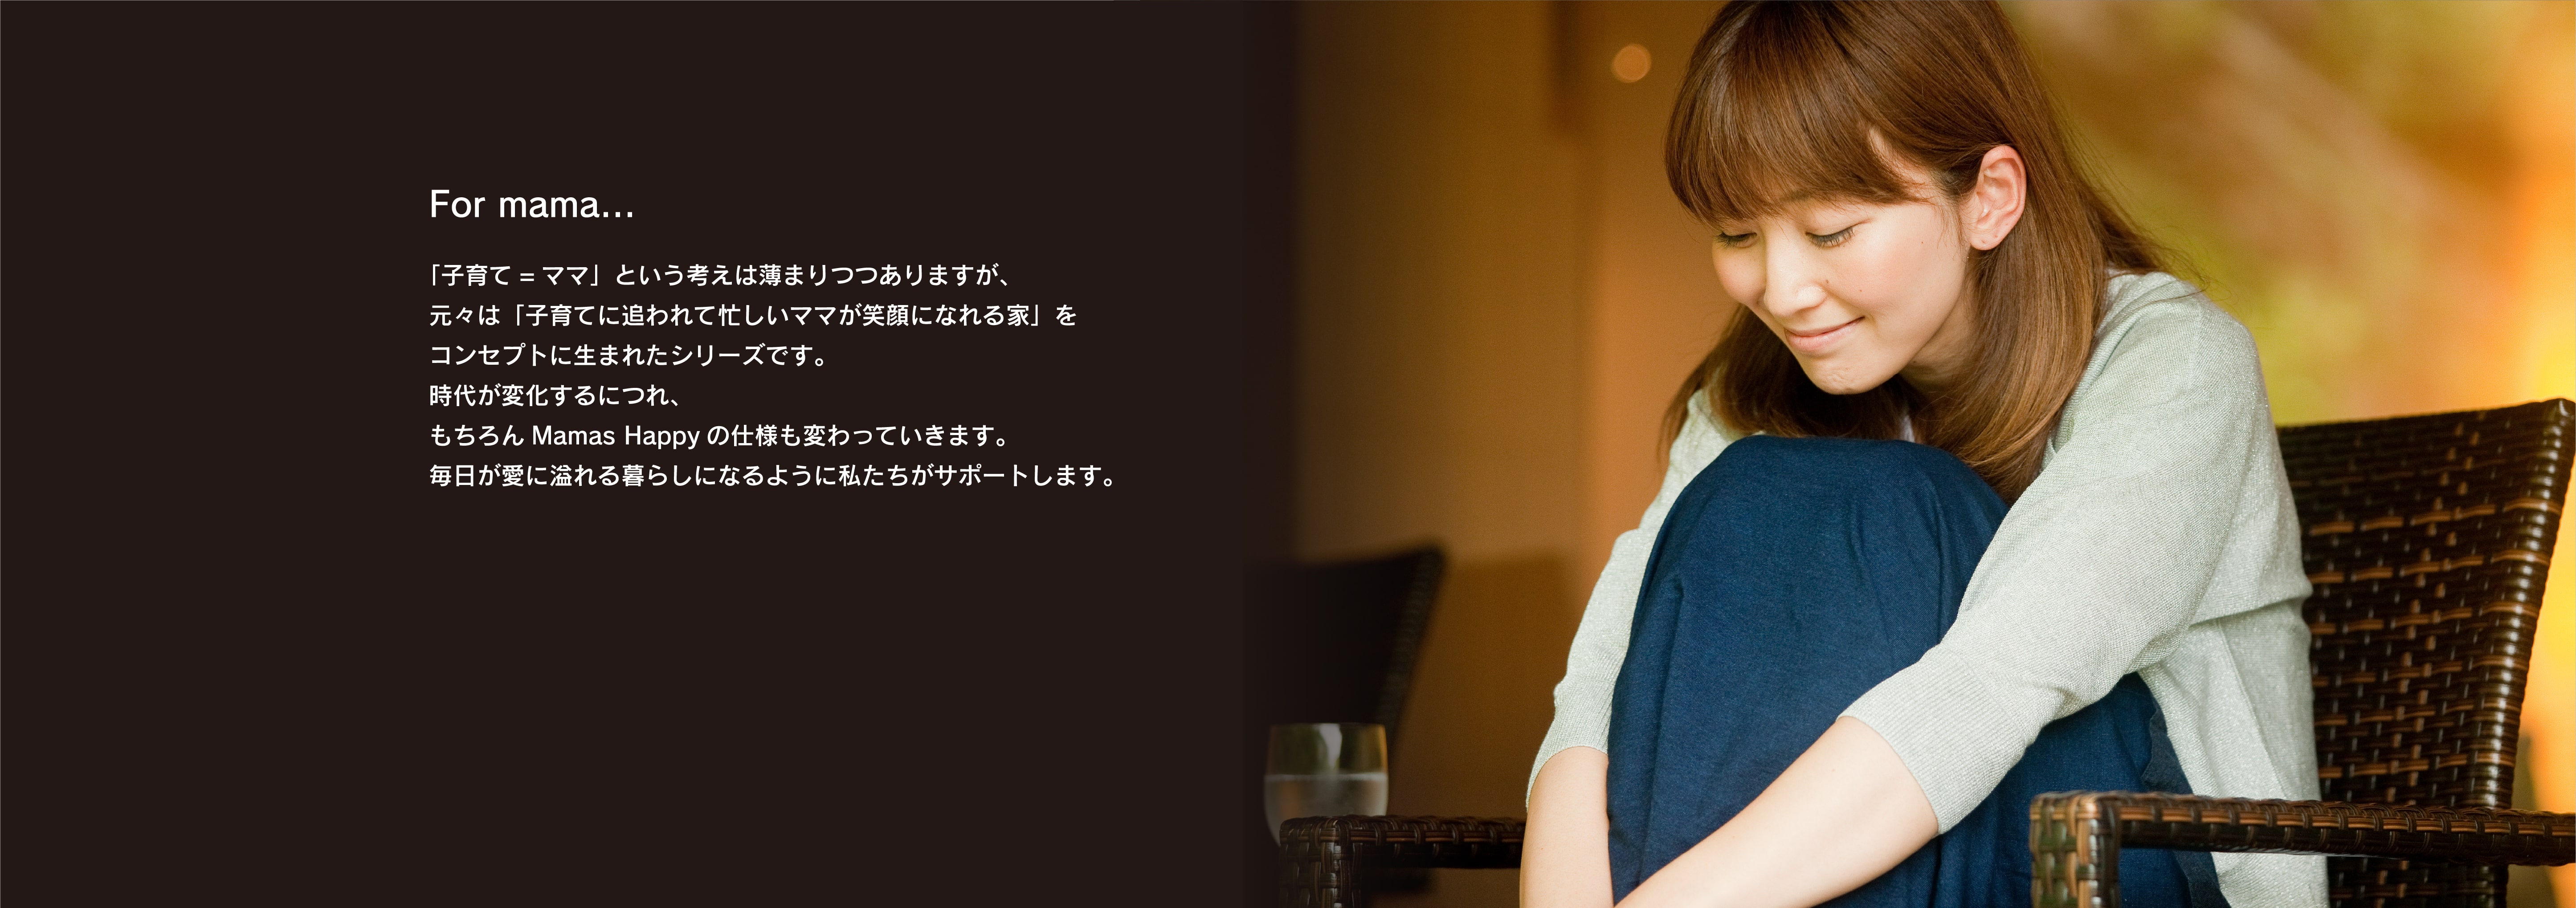 For mama...
「子育て = ママ」という考えは薄まりつつありますが、
元々は「子育てに追われて忙しいママが笑顔になれる家」を
コンセプトに生まれたシリーズです。
時代が変化するにつれ、
もちろん Mamas Happy の仕様も変わっていきます。
毎日が愛に溢れる暮らしになるように私たちがサポートします。